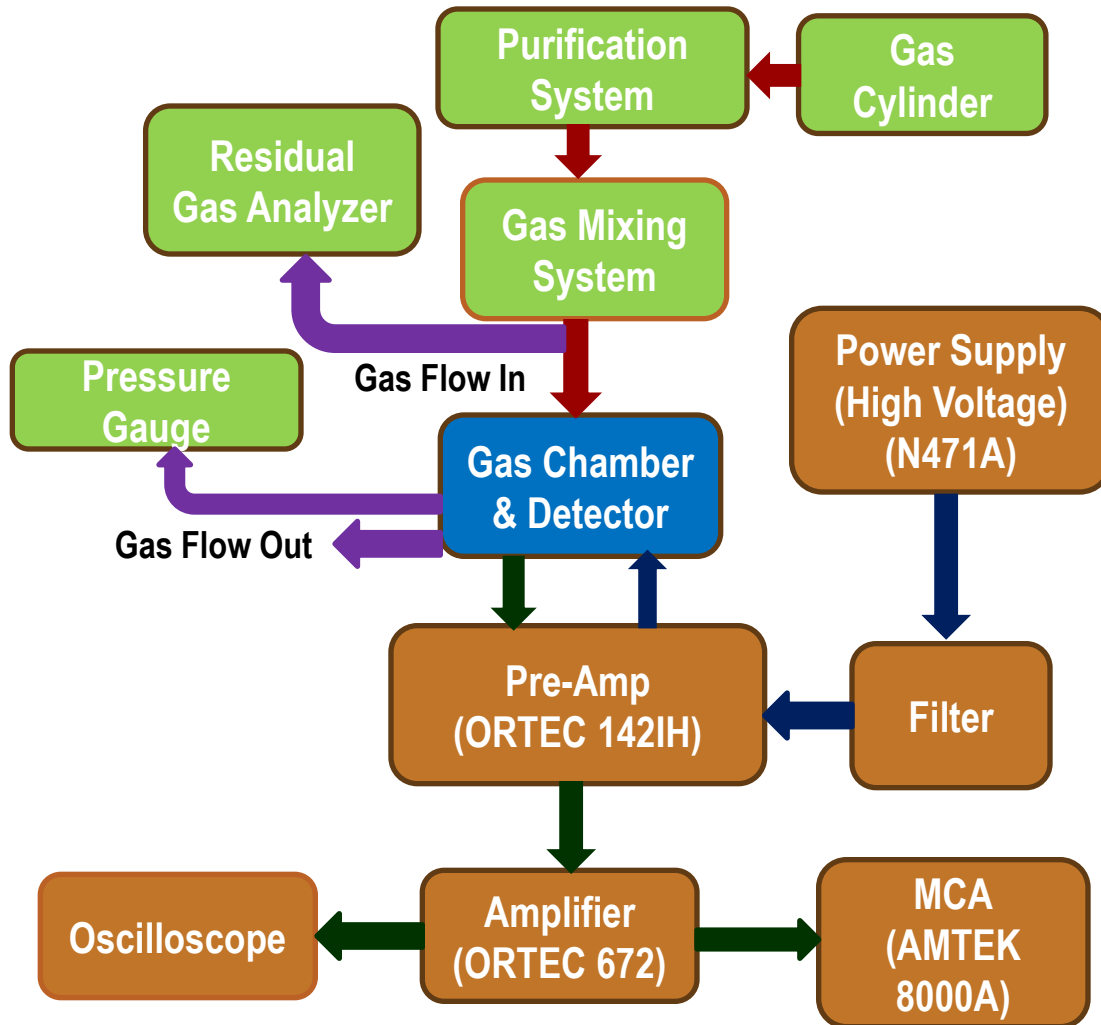 Purification
System
Gas
Cylinder
Residual
Gas Analyzer
Gas Mixing
System
Gas Flow In
Pressure
Gauge
Power Supply
(High Voltage)
(N471A)
Gas Chamber
& Detector
Gas Flow Out
Pre-Amp
(ORTEC 142IH)
Filter
Oscilloscope
Amplifier
(ORTEC 672)
MCA
(AMTEK
8000A)